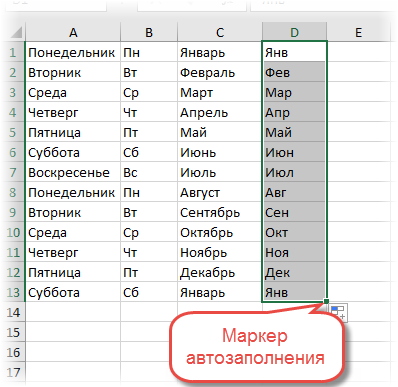 A B C D E
1 Понедельник Пн Январь Янв
2 Вторник Вт Февраль Фев
3 Среда Ср Март Мар
4 Четверг Чт Апрель Апр
5 Пятница Пт Май Май
6 Суббота Сб Июнь Июн
7 Воскресенье Вс Июль Июл
8 Понедельник Пн Август Авг
9 Вторник Вт Сентябрь Сен
10 Среда Ср Октябрь Окт
11 Четверг Чт Ноябрь Ноя
12 Пятница Пт Декабрь Дек
13 Суббота Сб Январь Янв
14
15
16
17
Маркер
автозаполнения